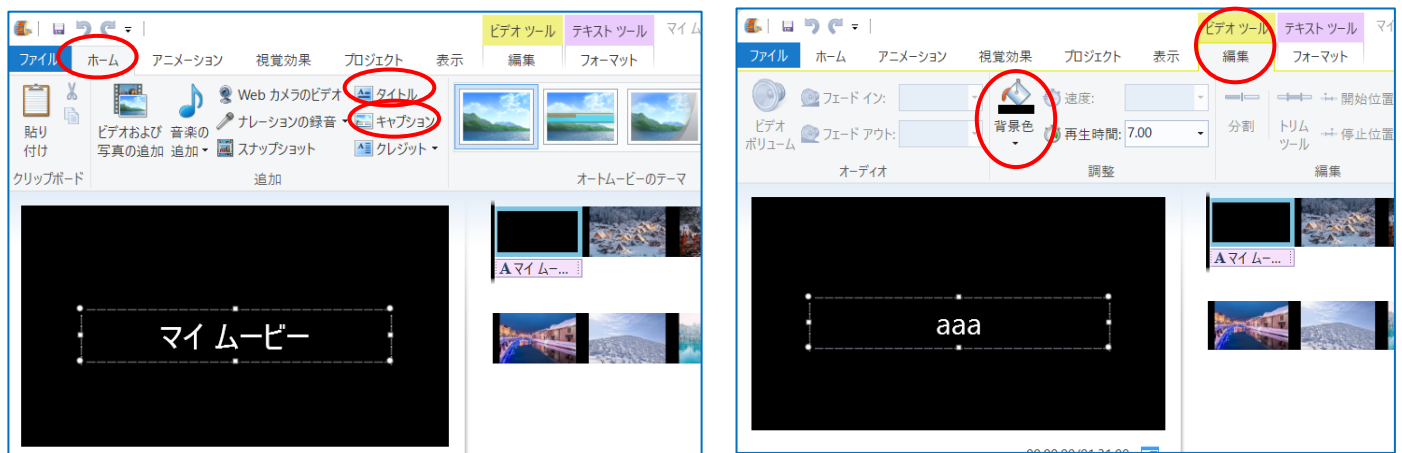 ビデオ ツール テキスト ツール マイ ム
ファイル ホーム アニメーション 視覚効果 プロジェクト 表示 編集 フォーマット
貼り付け
ビデオおよび写真の追加
音楽の追加
Web カメラのビデオ
ナレーションの録音
スナップショット
タイトル
キャプション
クレジット
クリップボード 追加 オートムービーのテーマ
マイ ムービー
A マイ ムー...
ビデオ ツール テキスト ツール マイ
ファイル ホーム アニメーション 視覚効果 プロジェクト 表示 編集 フォーマット
ビデオ
ボリューム
フェード イン:
フェード アウト:
背景色
速度:
再生時間: 7.00
分割
トリム
ツール
開始位置
停止位置
オーディオ 調整 編集
aaa
A マイ ムー...